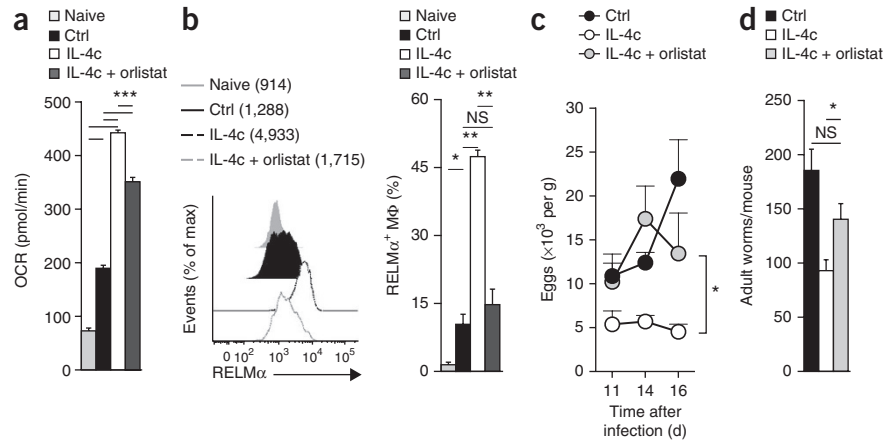 a
Naive
Ctrl
IL-4c
IL-4c + orlistat
***
500
400
300
200
100
0
OCR (pmol/min)
b
Naive (914)
Ctrl (1,288)
IL-4c (4,933)
IL-4c + orlistat (1,715)
Events (% of max)
0 10² 10³ 10⁴ 10⁵
RELMα
Naive
Ctrl
IL-4c
IL-4c + orlistat
**
NS
**
*
60
45
30
15
0
RELMα⁺ MΦ (%)
c
Ctrl
IL-4c
IL-4c + orlistat
30
25
20
15
10
5
0
Eggs (×10³ per g)
*
11 14 16
Time after
infection (d)
d
Ctrl
IL-4c
IL-4c + orlistat
*
NS
250
200
150
100
50
0
Adult worms/mouse